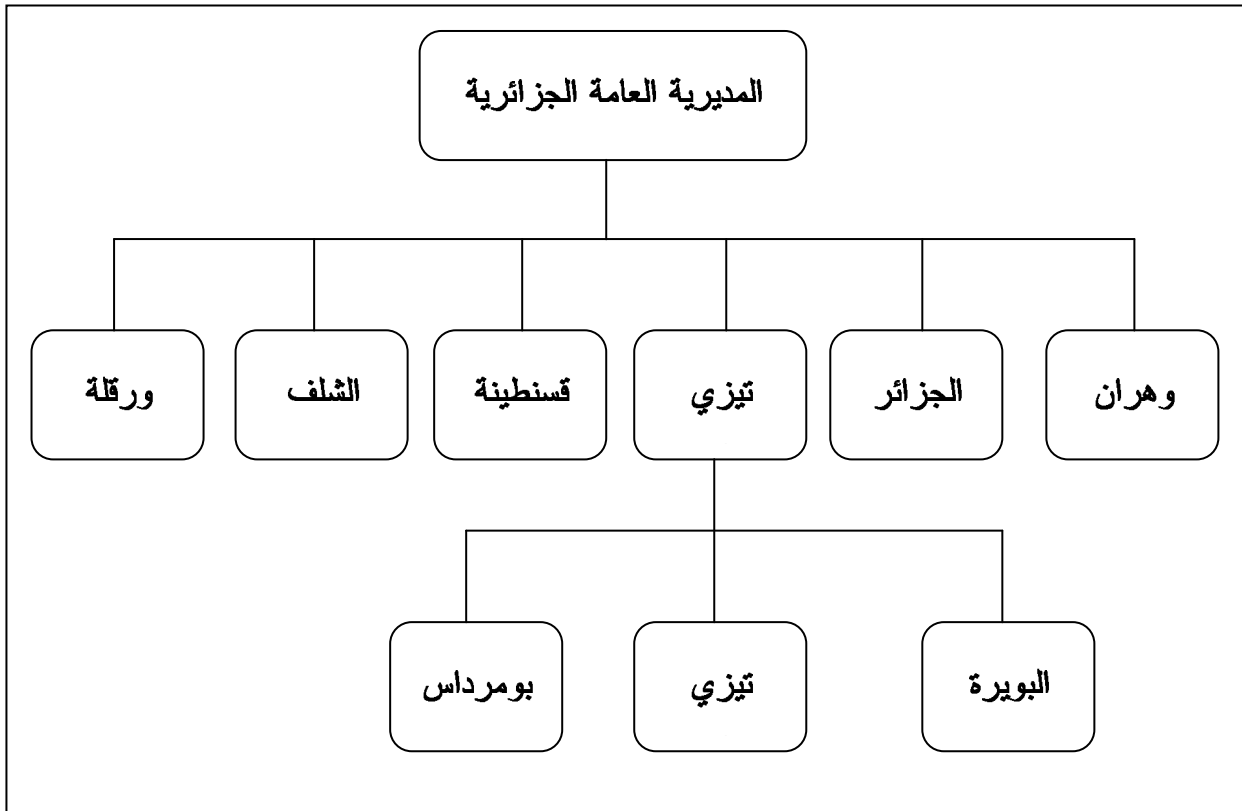 المديرية العامة الجزائرية
وهران
الجزائر
تيزي
قسنطينة
الشلف
ورقلة
البويرة
تيزي
بومرداس